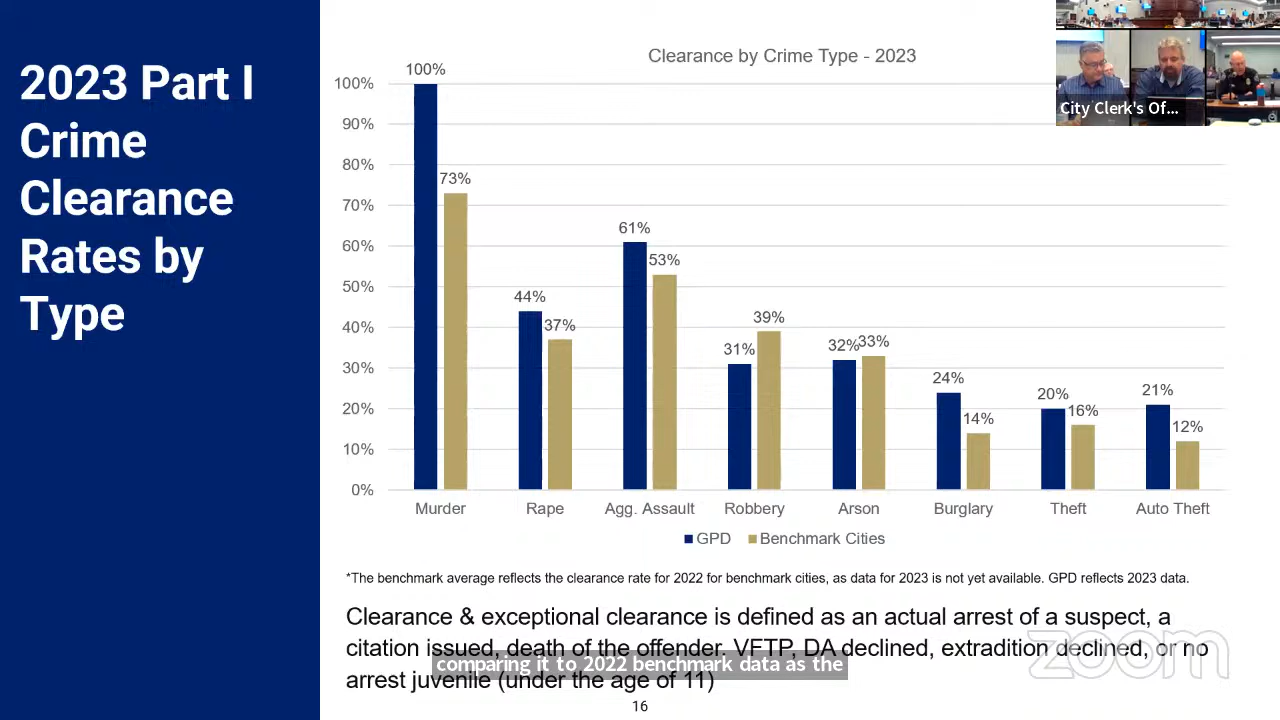 2023 Part I
Crime
Clearance
Rates by
Type
Clearance by Crime Type - 2023
City Clerk's Of...
100%
90%
80%
70%
60%
50%
40%
30%
20%
10%
0%
100%
73%
44%
37%
61%
53%
31%
39%
32%
33%
24%
14%
20%
16%
21%
12%
Murder
Rape
Agg. Assault
Robbery
Arson
Burglary
Theft
Auto Theft
GPD
Benchmark Cities
*The benchmark average reflects the clearance rate for 2022 for benchmark cities, as data for 2023 is not yet available. GPD reflects 2023 data.
Clearance & exceptional clearance is defined as an actual arrest of a suspect, a
citation issued, death of the offender. VFTP, DA declined, extradition declined, or no
comparing it to 2022 benchmark data as the
arrest juvenile (under the age of 11)
zoom
16